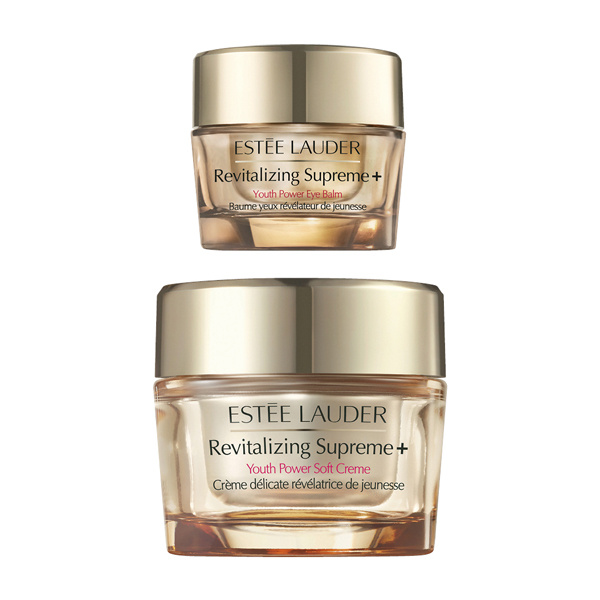 ESTĒE LAUDER
Revitalizing Supreme+
Youth Power Eye Balm
Baume yeux révélateur de jeunesse
ESTĒE LAUDER
Revitalizing Supreme+
Youth Power Soft Creme
Crème délicate révélatrice de jeunesse